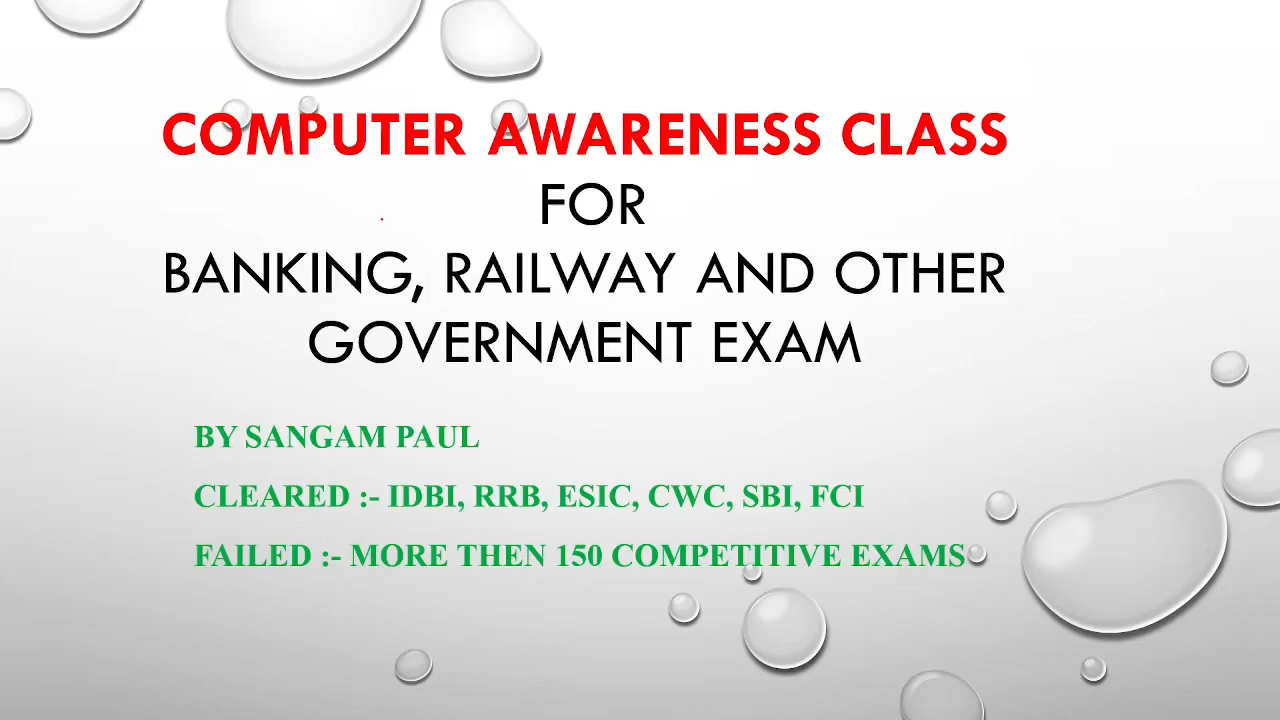 COMPUTER AWARENESS CLASS
FOR
BANKING, RAILWAY AND OTHER
GOVERNMENT EXAM
BY SANGAM PAUL
CLEARED :- IDBI, RRB, ESIC, CWC, SBI, FCI
FAILED :- MORE THEN 150 COMPETITIVE EXAMS